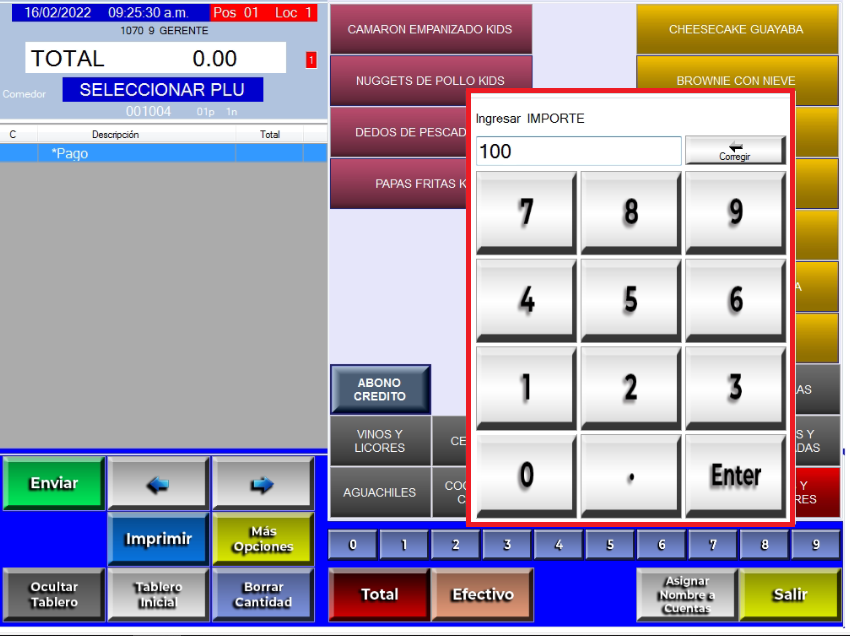 16/02/2022 09:25:30 a.m. Pos 01 Loc 1
1070 9 GERENTE
TOTAL 0.00
1
SELECCIONAR PLU
Comedor
001004 01p 1n
C Descripción Total
*Pago
CAMARON EMPANIZADO KIDS
CHEESECAKE GUAYABA
NUGGETS DE POLLO KIDS
BROWNIE CON NIEVE
DEDOS DE PESCAD
PAPAS FRITAS K
A
Ingresar IMPORTE
100
Corregir
7 8 9
4 5 6
1 2 3
0 . Enter
ABONO
CREDITO
AS
VINOS Y
LICORES
CE
S Y
DAS
AGUACHILES
COC
C
Y
RES
Enviar
Imprimir
Más
Opciones
0 1 2 3 4 5 6 7 8 9
Ocultar
Tablero
Tablero
Inicial
Borrar
Cantidad
Total
Efectivo
Asignar
Nombre a
Cuentas
Salir